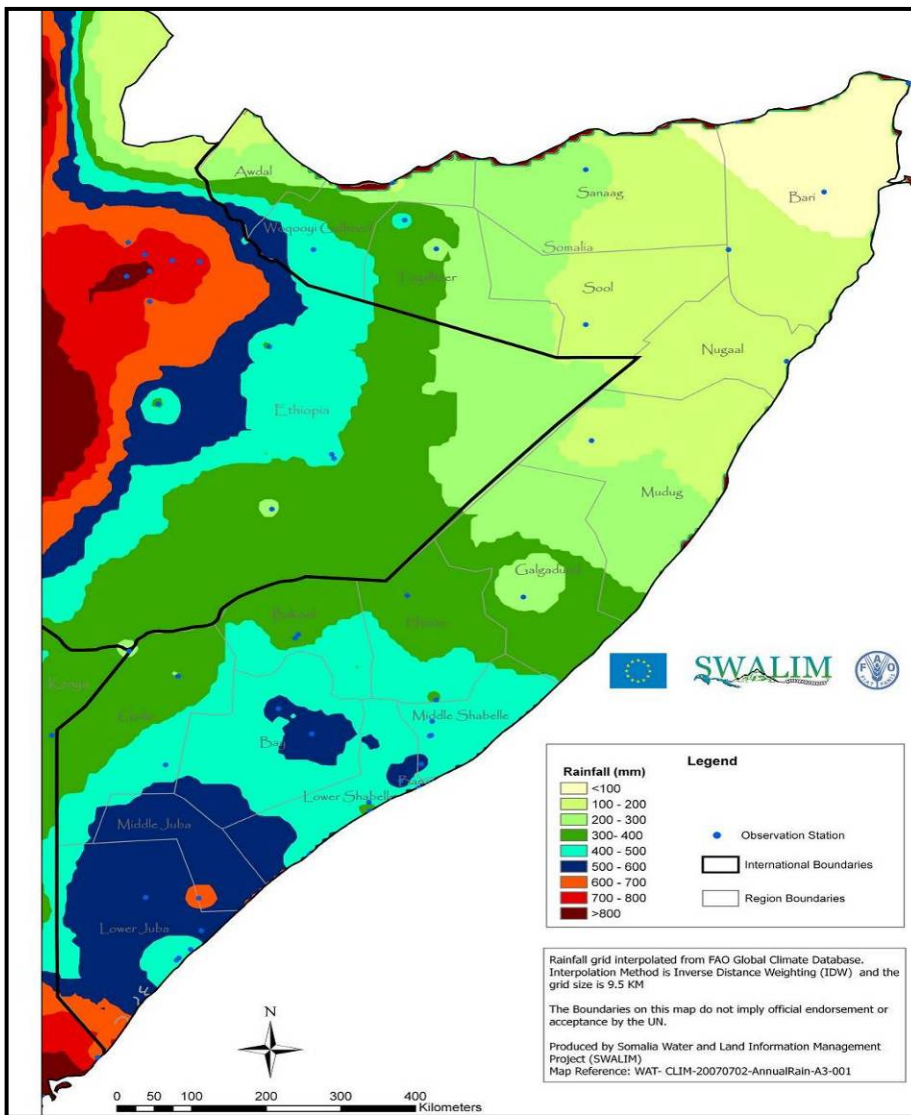 Awdal
Sanaag
Bari
Woqooyi Galbeed
Somalia
Togdheer
Sool
Nugaal
Ethiopia
Mudug
Galgaduud
Bakool
Hiiran
Kenya
Gedo
SWALIM
F A O
FIAT PANIS
Middle Shabelle
Bay
Lower Shabelle
Middle Juba
Lower Juba
Legend
Rainfall (mm)
<100
100 - 200
200 - 300
300- 400
400 - 500
500 - 600
600 - 700
700 - 800
>800
Observation Station
International Boundaries
Region Boundaries
Rainfall grid interpolated from FAO Global Climate Database.
Interpolation Method is Inverse Distance Weighting (IDW) and the
grid size is 9.5 KM
The Boundaries on this map do not imply official endorsement or
acceptance by the UN.
Produced by Somalia Water and Land Information Management
Project (SWALIM)
Map Reference: WAT- CLIM-20070702-AnnualRain-A3-001
N
0 50 100 200 300 400
Kilometers